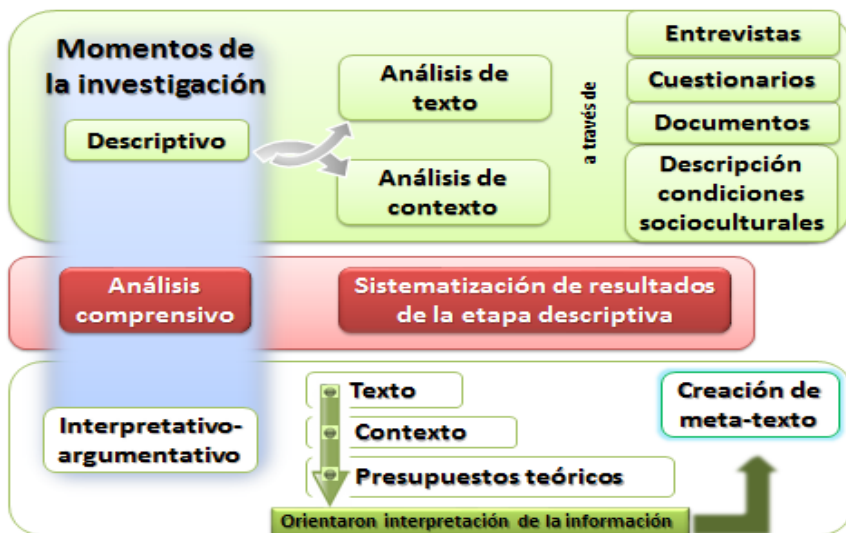 Momentos de
la investigación
Descriptivo
Análisis de
texto
Análisis de
contexto
a través de
Entrevistas
Cuestionarios
Documentos
Descripción
condiciones
socioculturales
Análisis
comprensivo
Sistematización de resultados
de la etapa descriptiva
Interpretativo-
argumentativo
Texto
Contexto
Presupuestos teóricos
Orientaron interpretación de la información
Creación de
meta-texto